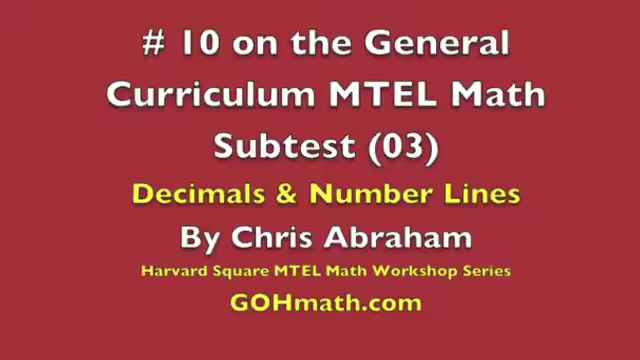 # 10 on the General
Curriculum MTEL Math
Subtest (03)
Decimals & Number Lines
By Chris Abraham
Harvard Square MTEL Math Workshop Series
GOHmath.com